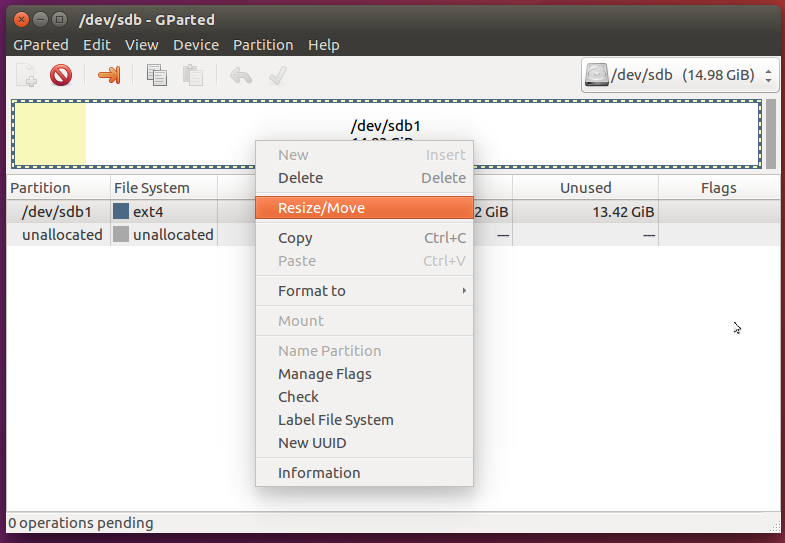 /dev/sdb - GParted
GParted Edit View Device Partition Help
/dev/sdb (14.98 GiB)
/dev/sdb1
Partition File System Unused Flags
/dev/sdb1 ext4 2 GiB 13.42 GiB
unallocated unallocated --- ---
New Insert
Delete Delete
Resize/Move
Copy Ctrl+C
Paste Ctrl+V
Format to
Mount
Name Partition
Manage Flags
Check
Label File System
New UUID
Information
0 operations pending